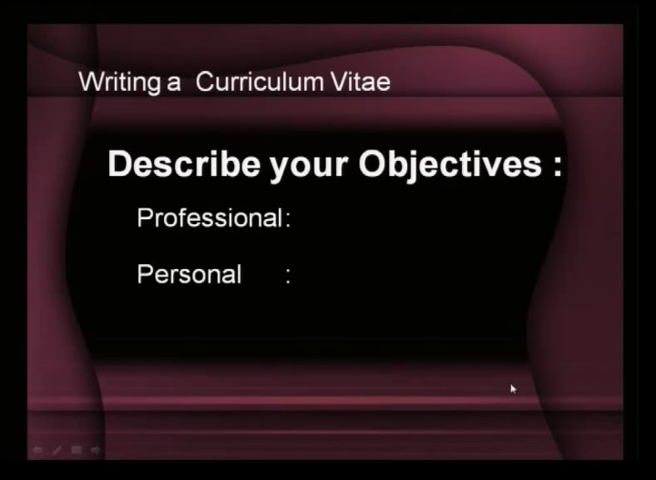 Writing a Curriculum Vitae
Describe your Objectives :
Professional :
Personal :